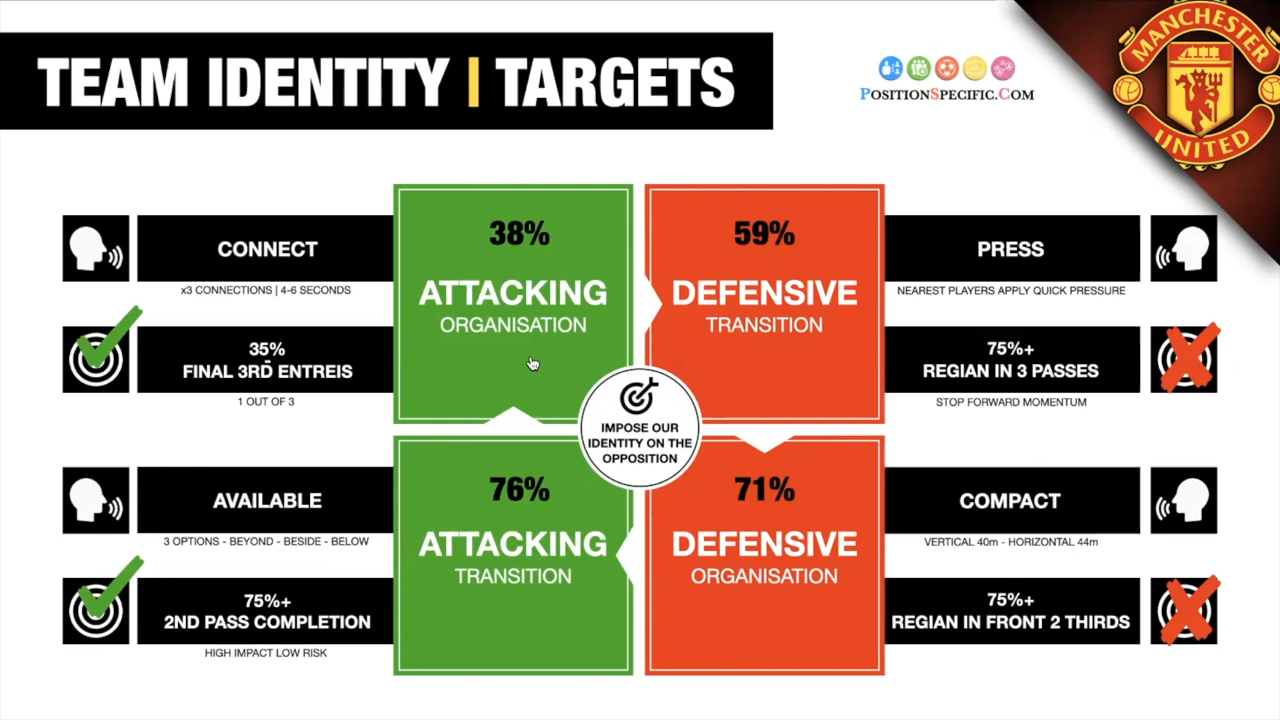 TEAM IDENTITY | TARGETS
POSITIONSPECIFIC.COM
MANCHESTER
UNITED
CONNECT
x3 CONNECTIONS | 4-6 SECONDS
35%
FINAL 3RD ENTREIS
1 OUT OF 3
38%
ATTACKING
ORGANISATION
59%
DEFENSIVE
TRANSITION
PRESS
NEAREST PLAYERS APPLY QUICK PRESSURE
75%+
REGIAN IN 3 PASSES
STOP FORWARD MOMENTUM
IMPOSE OUR
IDENTITY ON THE
OPPOSITION
AVAILABLE
3 OPTIONS - BEYOND - BESIDE - BELOW
75%+
2ND PASS COMPLETION
HIGH IMPACT LOW RISK
76%
ATTACKING
TRANSITION
71%
DEFENSIVE
ORGANISATION
COMPACT
VERTICAL 40m - HORIZONTAL 44m
75%+
REGIAN IN FRONT 2 THIRDS